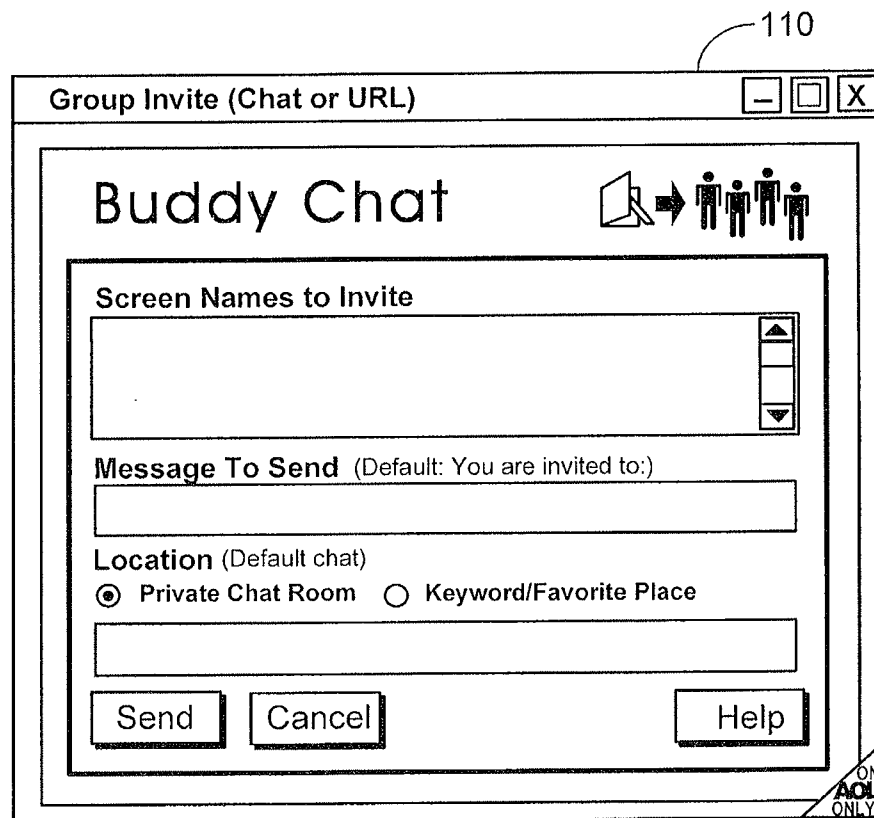 110
Group Invite (Chat or URL)
X
Buddy Chat
Screen Names to Invite
Message To Send (Default: You are invited to:)
Location (Default chat)
Private Chat Room Keyword/Favorite Place
Send Cancel Help
AOL
ONLY